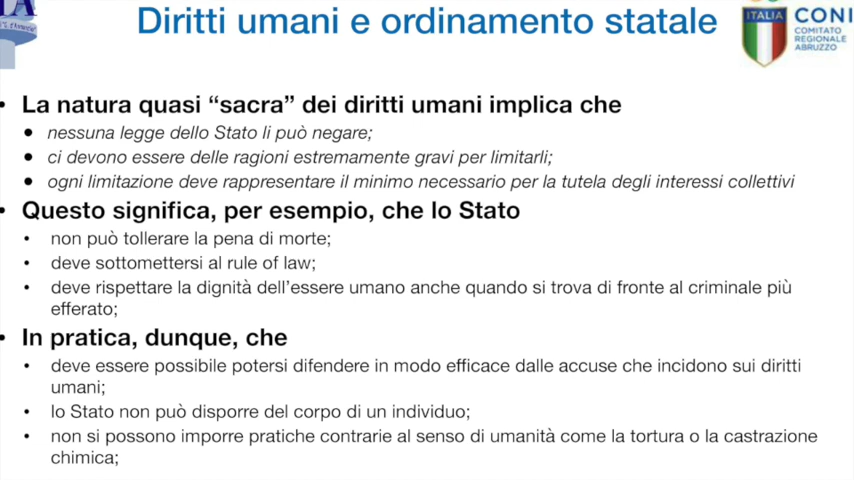 Diritti umani e ordinamento statale
ITALIA
CONI
COMITATO
REGIONALE
ABRUZZO
• La natura quasi “sacra” dei diritti umani implica che
• nessuna legge dello Stato li può negare;
• ci devono essere delle ragioni estremamente gravi per limitarli;
• ogni limitazione deve rappresentare il minimo necessario per la tutela degli interessi collettivi
• Questo significa, per esempio, che lo Stato
• non può tollerare la pena di morte;
• deve sottomettersi al rule of law;
• deve rispettare la dignità dell’essere umano anche quando si trova di fronte al criminale più
efferato;
• In pratica, dunque, che
• deve essere possibile potersi difendere in modo efficace dalle accuse che incidono sui diritti
umani;
• lo Stato non può disporre del corpo di un individuo;
• non si possono imporre pratiche contrarie al senso di umanità come la tortura o la castrazione
chimica;